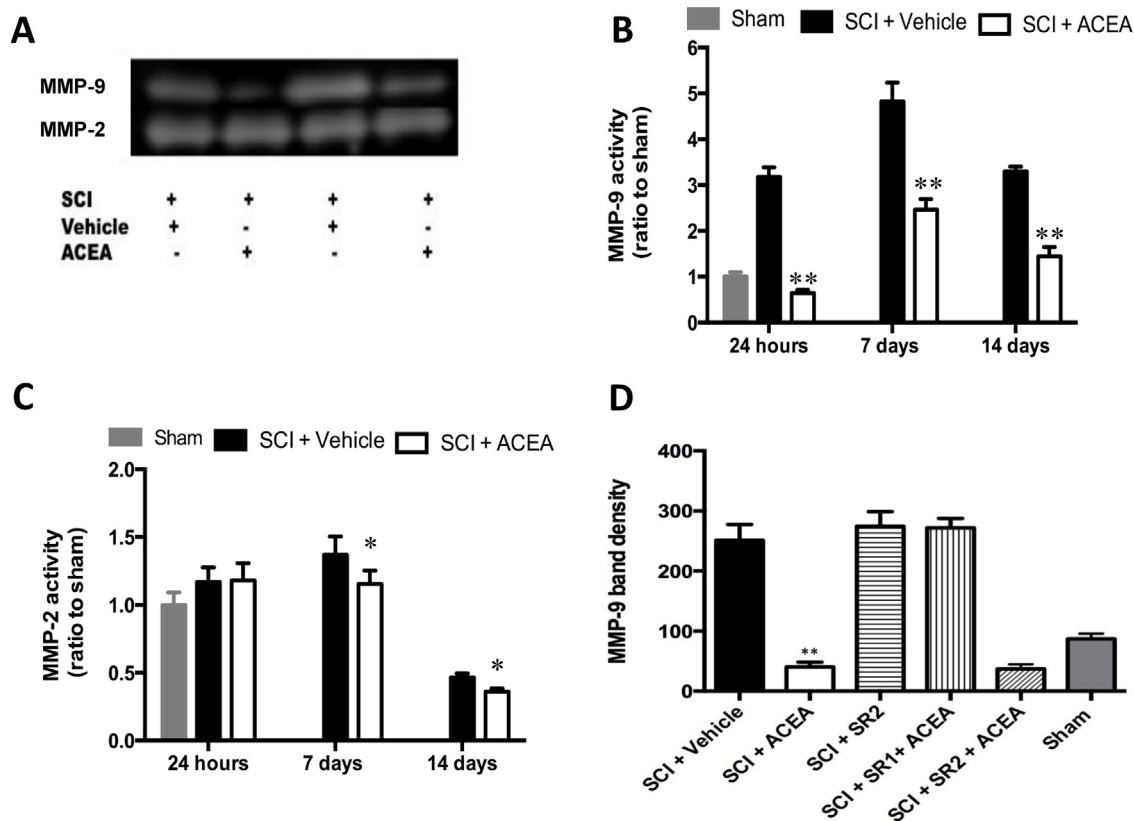 A
MMP-9
MMP-2
SCI + + + +
Vehicle + - + -
ACEA - + - +
B
Sham SCI + Vehicle SCI + ACEA
MMP-9 activity
(ratio to sham)
6
5
4
3
2
1
0
**
**
**
24 hours 7 days 14 days
C
Sham SCI + Vehicle SCI + ACEA
MMP-2 activity
(ratio to sham)
2.0
1.5
1.0
0.5
0.0
*
*
24 hours 7 days 14 days
D
MMP-9 band density
400
300
200
100
0
**
SCI + Vehicle
SCI + ACEA
SCI + SR2
SCI + SR1+ ACEA
SCI + SR2 + ACEA
Sham